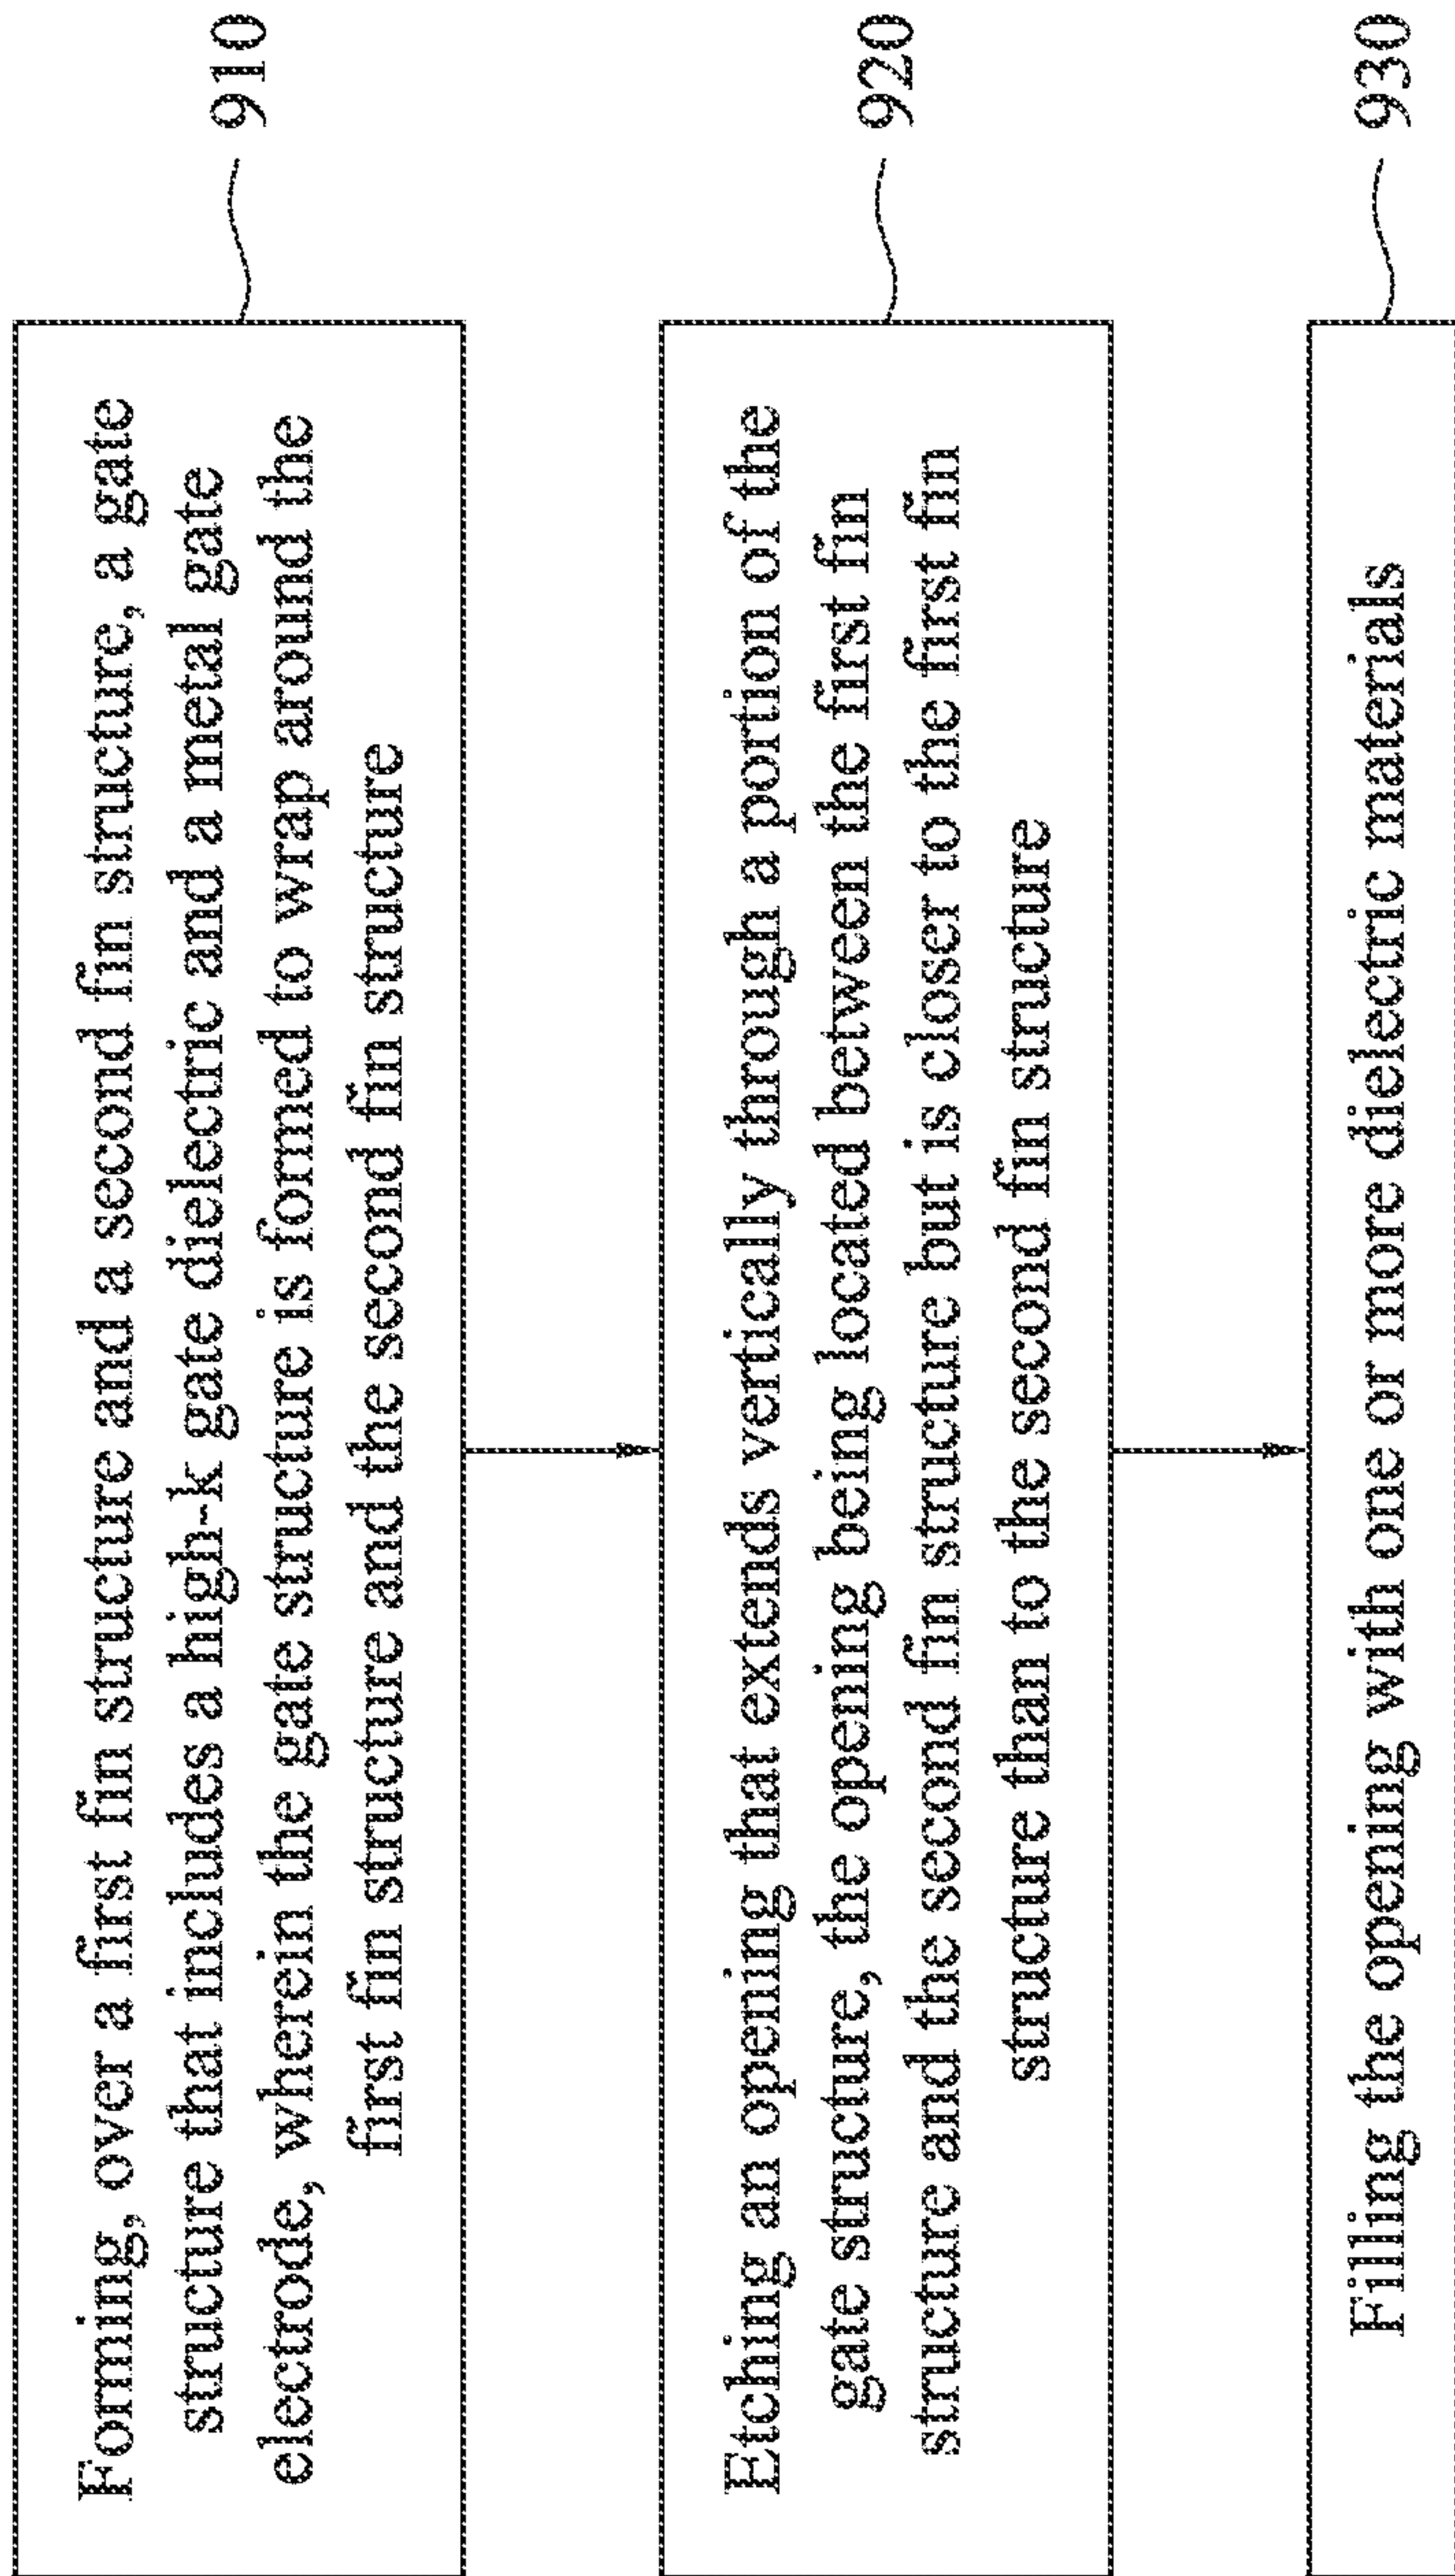 Forming, over a first fin structure and a second fin structure, a gate
structure that includes a high-k gate dielectric and a metal gate
electrode, wherein the gate structure is formed to wrap around the
first fin structure and the second fin structure
910
Etching an opening that extends vertically through a portion of the
gate structure, the opening being located between the first fin
structure and the second fin structure but is closer to the first fin
structure than to the second fin structure
920
Filling the opening with one or more dielectric materials
930